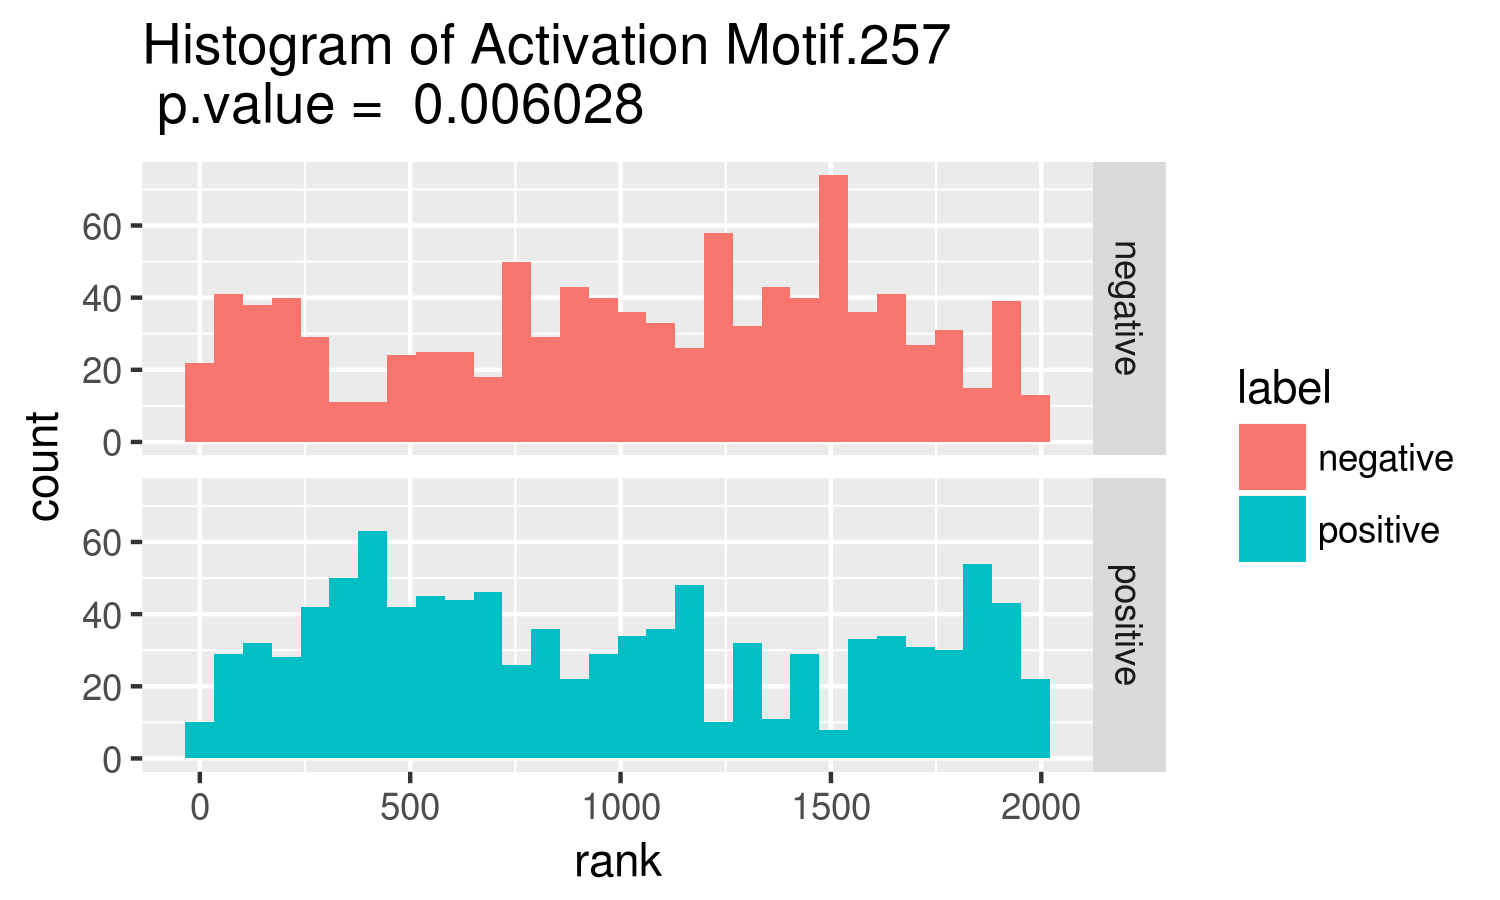 Histogram of Activation Motif.257
p.value =  0.006028
count
60
40
20
0
negative
60
40
20
0
positive
0 500 1000 1500 2000
rank
label
negative
positive